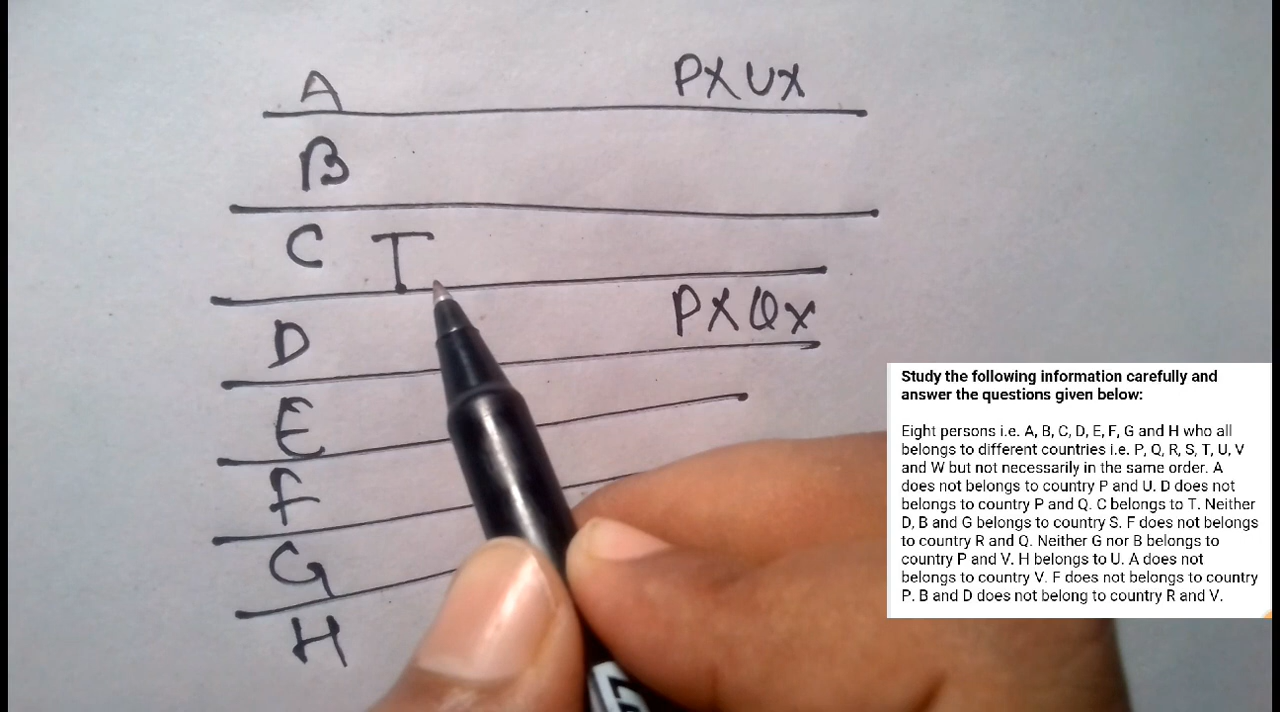 A PX UX
B
C T
D PX QX
E
F
G
H
Study the following information carefully and
answer the questions given below:
Eight persons i.e. A, B, C, D, E, F, G and H who all
belongs to different countries i.e. P, Q, R, S, T, U, V
and W but not necessarily in the same order. A
does not belongs to country P and U. D does not
belongs to country P and Q. C belongs to T. Neither
D, B and G belongs to country S. F does not belongs
to country R and Q. Neither G nor B belongs to
country P and V. H belongs to U. A does not
belongs to country V. F does not belongs to country
P. B and D does not belong to country R and V.